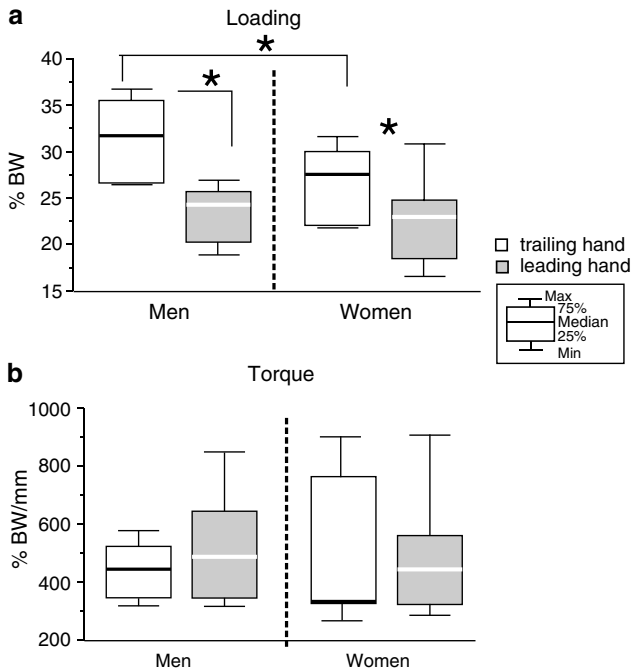 a
Loading
*
*
*
40
35
30
25
20
15
% BW
Men
Women
trailing hand
leading hand
Max
75%
Median
25%
Min
b
Torque
1000
800
600
400
200
% BW/mm
Men
Women